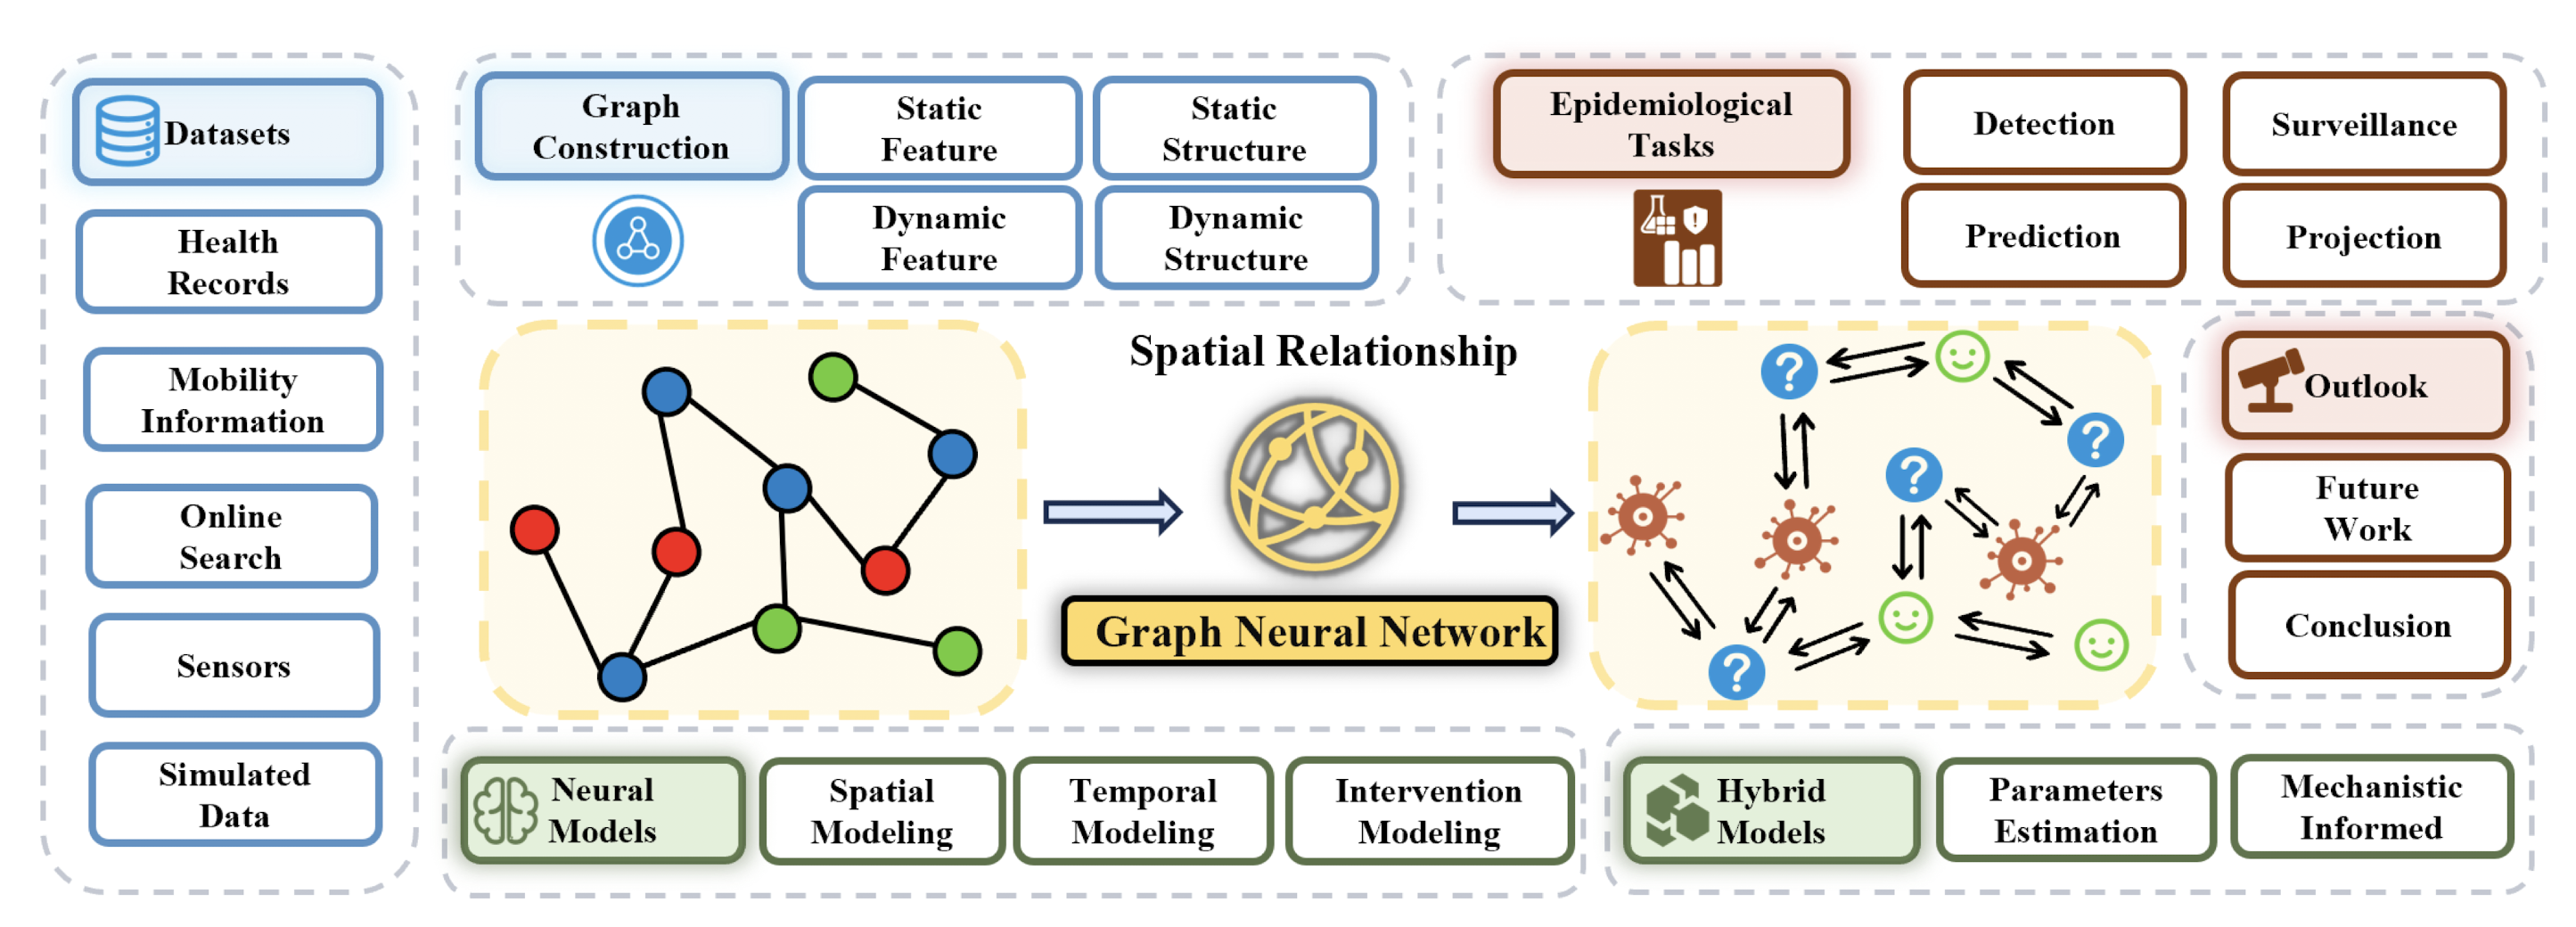 Datasets
Health
Records
Mobility
Information
Online
Search
Sensors
Simulated
Data
Graph
Construction
Static
Feature
Static
Structure
Dynamic
Feature
Dynamic
Structure
Epidemiological
Tasks
Detection
Surveillance
Prediction
Projection
Spatial Relationship
Graph Neural Network
? ? ? ? !
Outlook
Future
Work
Conclusion
Neural
Models
Spatial
Modeling
Temporal
Modeling
Intervention
Modeling
Hybrid
Models
Parameters
Estimation
Mechanistic
Informed